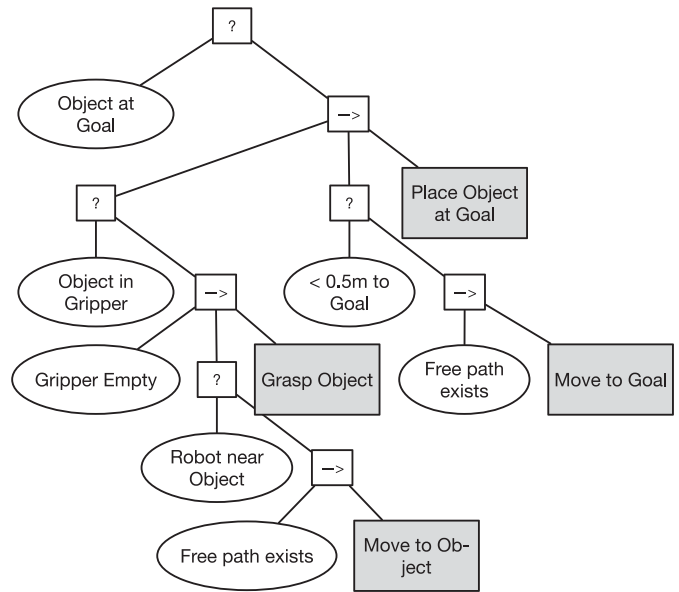 ?
Object at
Goal
—>
Place Object
at Goal
?
?
Object in
Gripper
—>
< 0.5m to
Goal
—>
Gripper Empty
?
Grasp Object
Free path
exists
Move to Goal
Robot near
Object
—>
Free path exists
Move to Ob-
ject